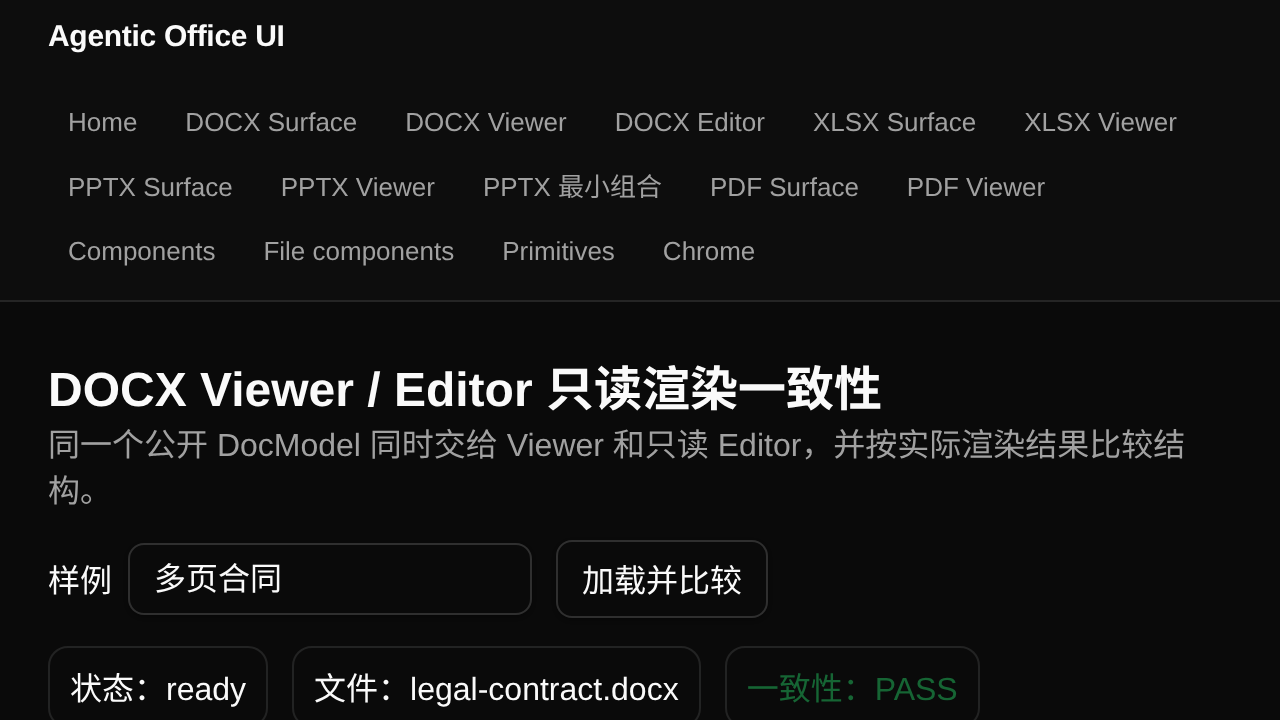 Agentic Office UI
Home DOCX Surface DOCX Viewer DOCX Editor XLSX Surface XLSX Viewer
PPTX Surface PPTX Viewer PPTX 最小组合 PDF Surface PDF Viewer
Components File components Primitives Chrome
DOCX Viewer / Editor 只读渲染一致性
同一个公开 DocModel 同时交给 Viewer 和只读 Editor，并按实际渲染结果比较结
构。
样例 多页合同 加载并比较
状态：ready 文件：legal-contract.docx 一致性：PASS